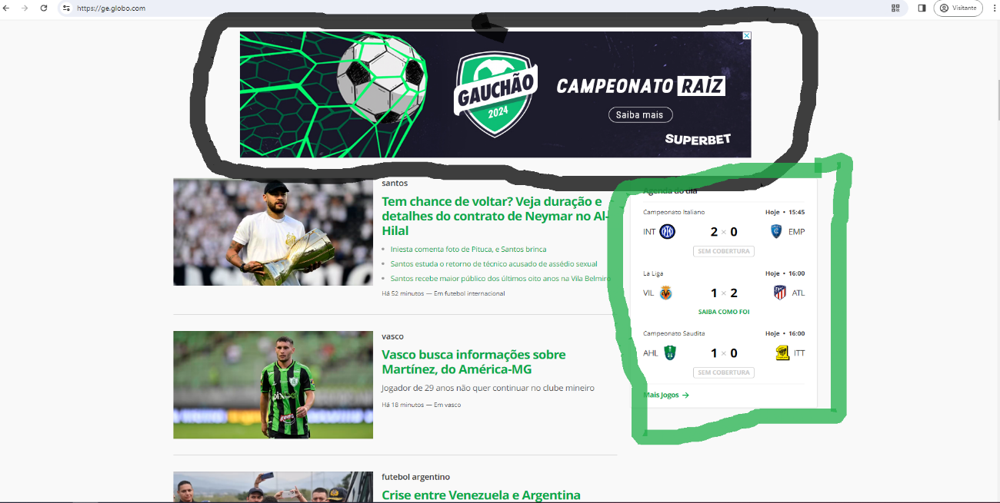 https://ge.globo.com
Visitante
GAUCHÃO
2024
CAMPEONATO RAIZ
Saiba mais
SUPERBET
santos
Tem chance de voltar? Veja duração e
detalhes do contrato de Neymar no Al-
Hilal
Iniesta comenta foto de Pituca, e Santos brinca
Santos estuda o retorno de técnico acusado de assédio sexual
Santos recebe maior público dos últimos oito anos na Vila Belmiro
Há 52 minutos — Em futebol internacional
vasco
Vasco busca informações sobre
Martínez, do América-MG
Jogador de 29 anos não quer continuar no clube mineiro
Há 18 minutos — Em vasco
futebol argentino
Crise entre Venezuela e Argentina
Agenda do dia
Campeonato Italiano Hoje • 15:45
INT 2 × 0 EMP
SEM COBERTURA
La Liga Hoje • 16:00
VIL 1 × 2 ATL
SAIBA COMO FOI
Campeonato Saudita Hoje • 16:00
AHL 1 × 0 ITT
SEM COBERTURA
Mais Jogos →